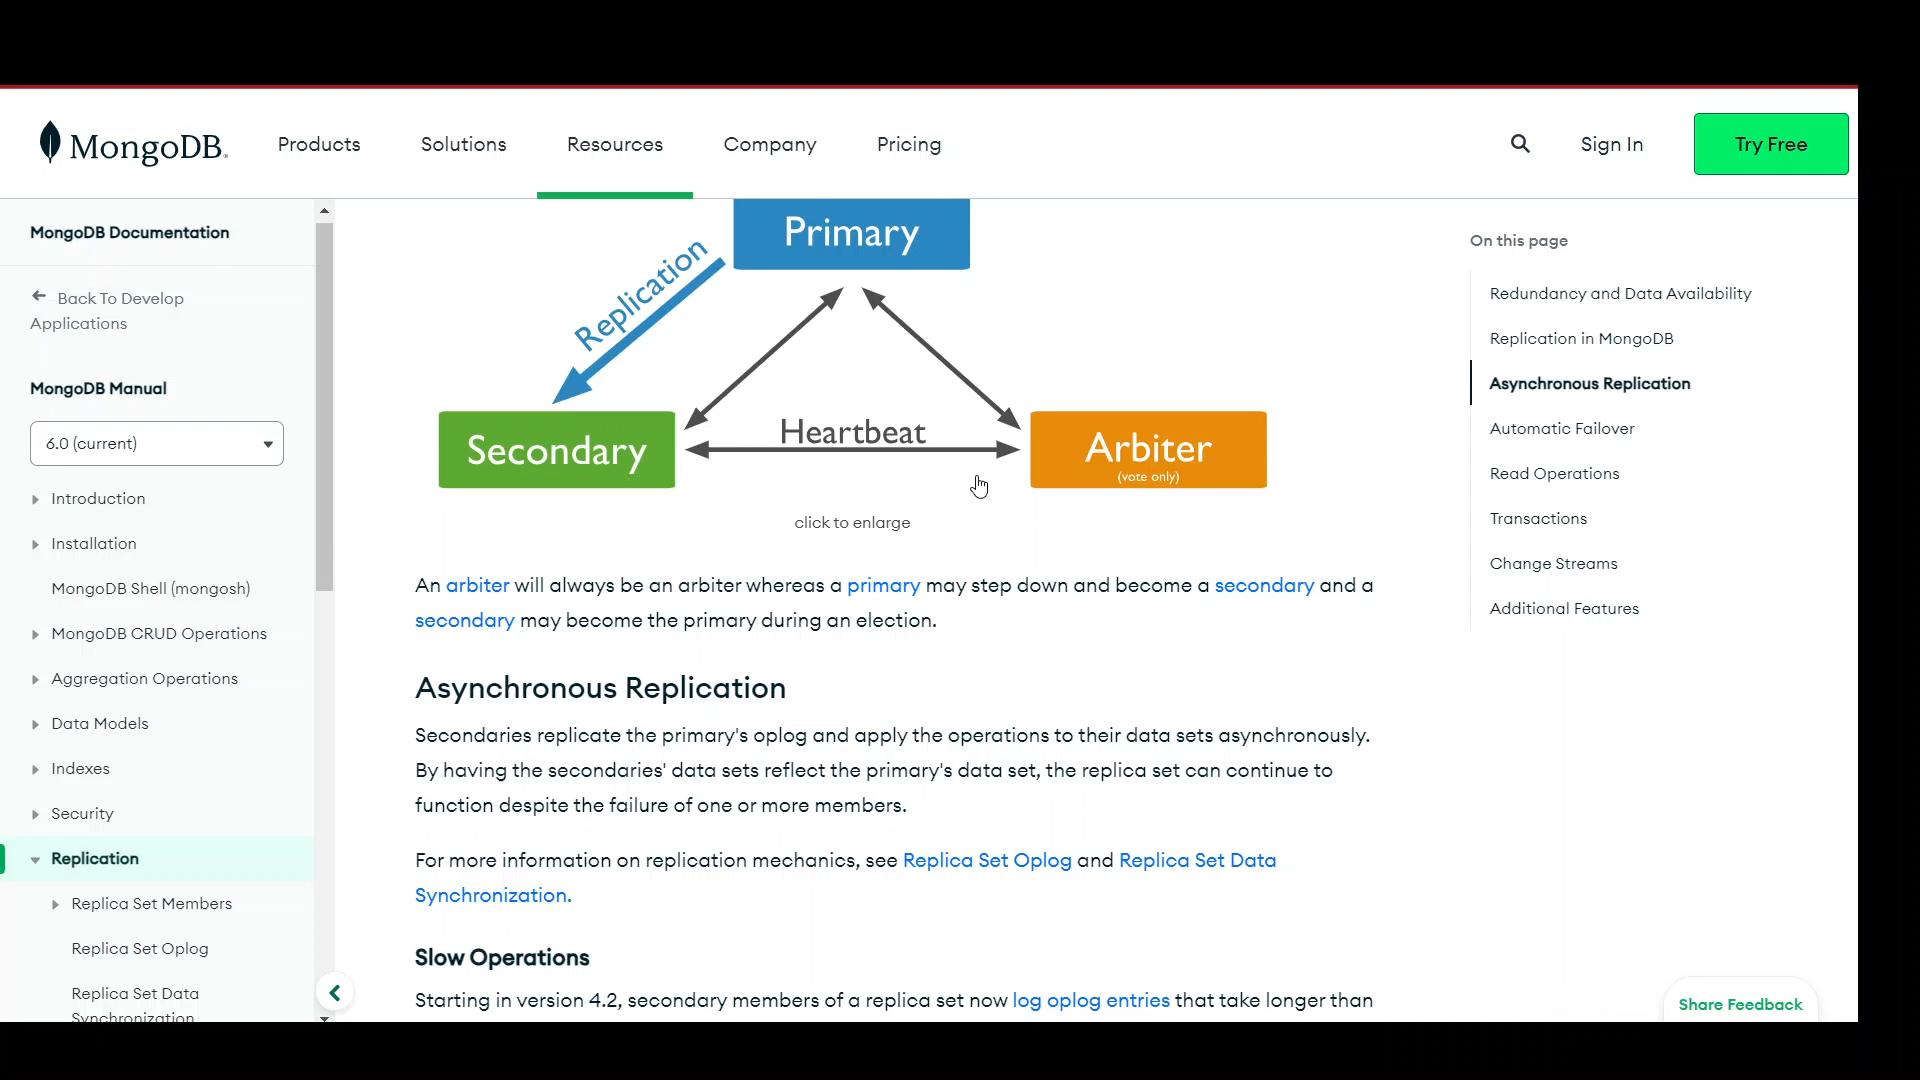 MongoDB.
Products
Solutions
Resources
Company
Pricing
Sign In
Try Free
MongoDB Documentation
Back To Develop
Applications
MongoDB Manual
6.0 (current)
Introduction
Installation
MongoDB Shell (mongosh)
MongoDB CRUD Operations
Aggregation Operations
Data Models
Indexes
Security
Replication
Replica Set Members
Replica Set Oplog
Replica Set Data
Synchronization
Primary
Replication
Secondary
Heartbeat
Arbiter
(vote only)
click to enlarge
An arbiter will always be an arbiter whereas a primary may step down and become a secondary and a
secondary may become the primary during an election.
Asynchronous Replication
Secondaries replicate the primary's oplog and apply the operations to their data sets asynchronously.
By having the secondaries' data sets reflect the primary's data set, the replica set can continue to
function despite the failure of one or more members.
For more information on replication mechanics, see Replica Set Oplog and Replica Set Data
Synchronization.
Slow Operations
Starting in version 4.2, secondary members of a replica set now log oplog entries that take longer than
On this page
Redundancy and Data Availability
Replication in MongoDB
Asynchronous Replication
Automatic Failover
Read Operations
Transactions
Change Streams
Additional Features
Share Feedback